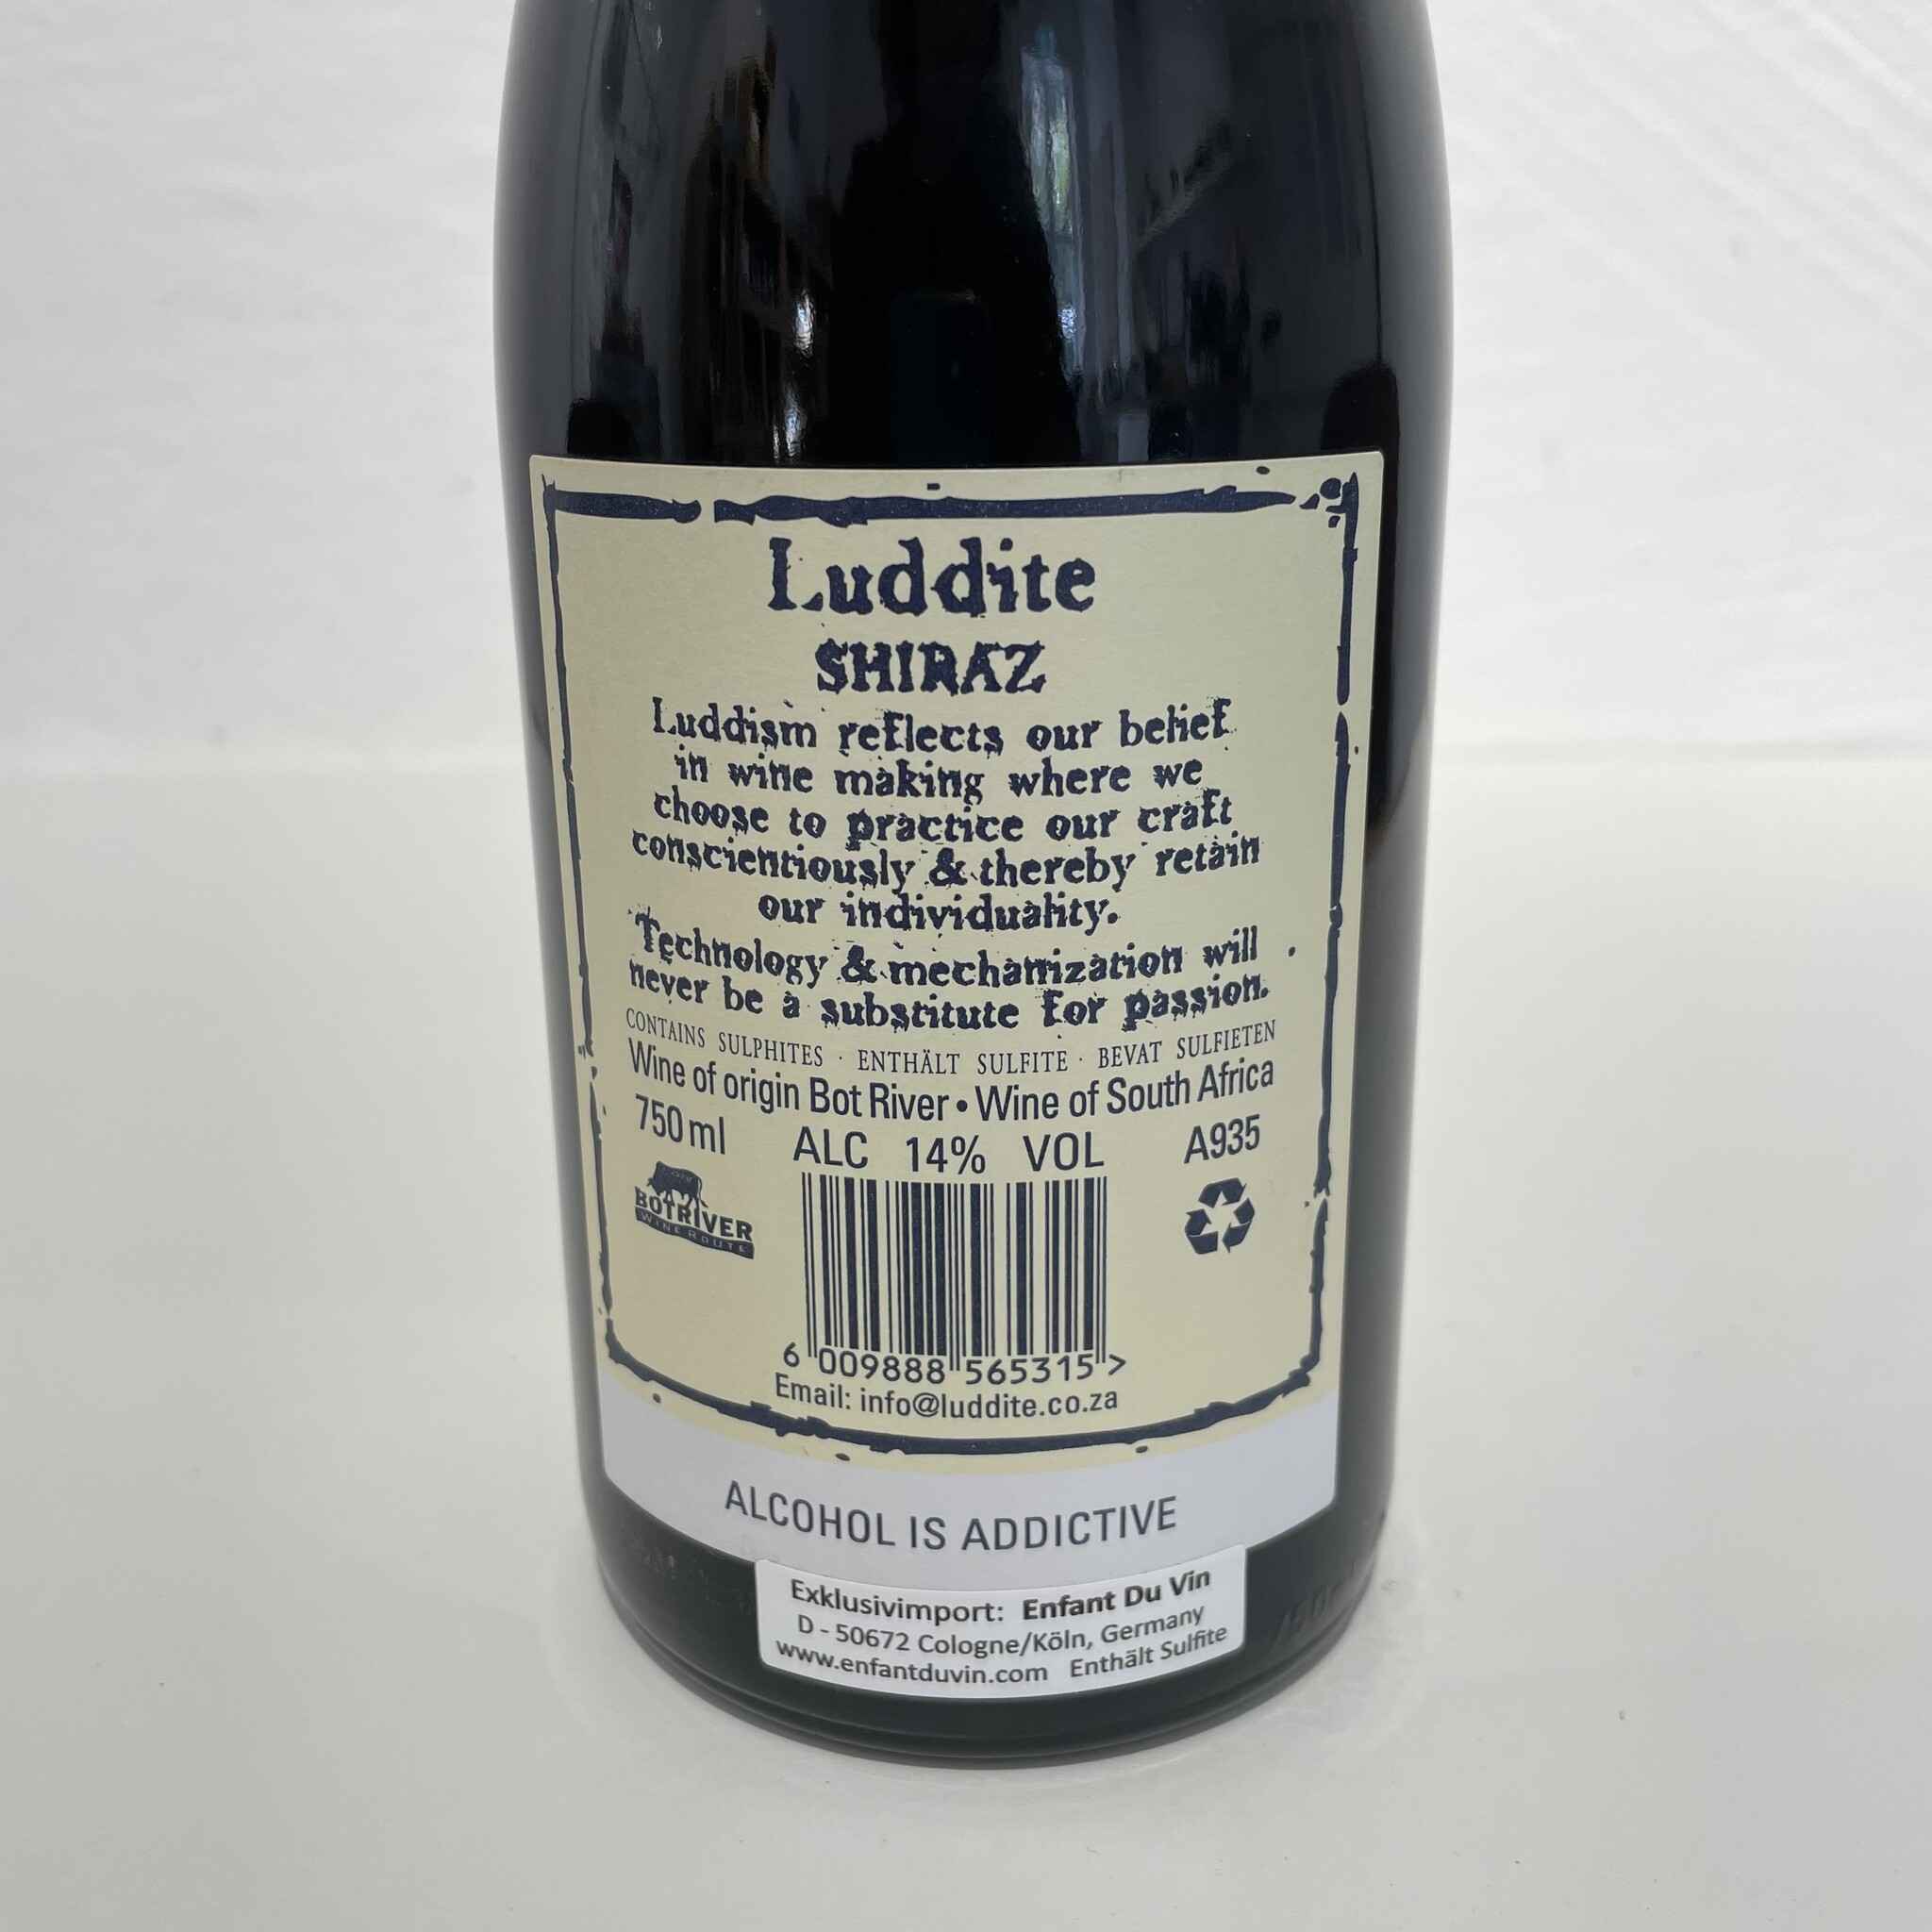 Luddite
SHIRAZ
Luddism reflects our belief
in wine making where we
choose to practice our craft
conscientiously & thereby retain
our individuality.
Technology & mechanization will
never be a substitute for passion.
CONTAINS SULPHITES · ENTHÄLT SULFITE · BEVAT SULFIETEN
Wine of origin Bot River • Wine of South Africa
750 ml ALC 14% VOL A935
BOTRIVER
WINE ROUTE
6 009888 565315 >
Email: info@luddite.co.za
ALCOHOL IS ADDICTIVE
Exklusivimport: Enfant Du Vin
D - 50672 Cologne/Köln, Germany
www.enfantduvin.com Enthält Sulfite